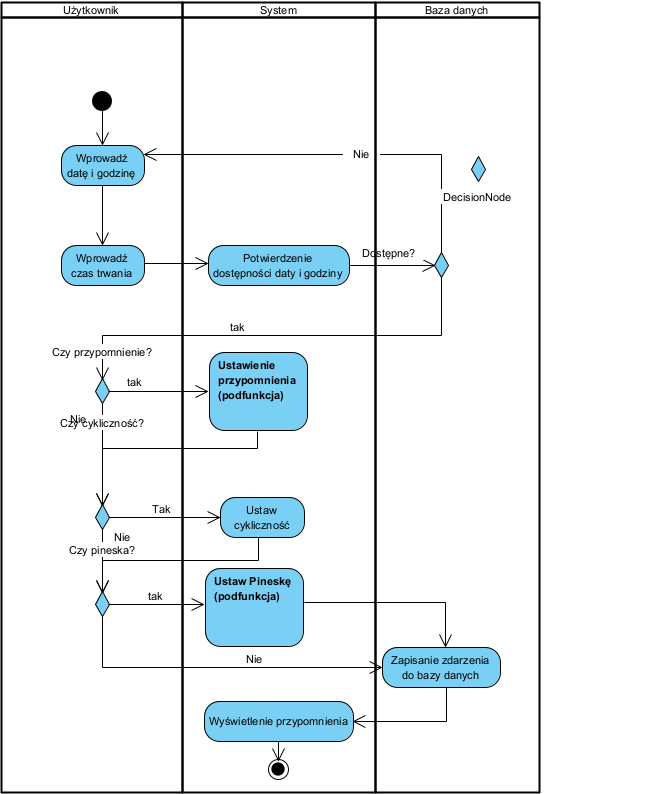 Użytkownik
System
Baza danych
Wprowadź
datę i godzinę
Nie
DecisionNode
Wprowadź
czas trwania
Potwierdzenie
dostępności daty i godziny
Dostępne?
tak
Czy przypomnienie?
tak
Ustawienie
przypomnienia
(podfunkcja)
Nie
Czy cykliczność?
Tak
Ustaw
cykliczność
Nie
Czy pineska?
tak
Ustaw Pineskę
(podfunkcja)
Nie
Zapisanie zdarzenia
do bazy danych
Wyświetlenie przypomnienia